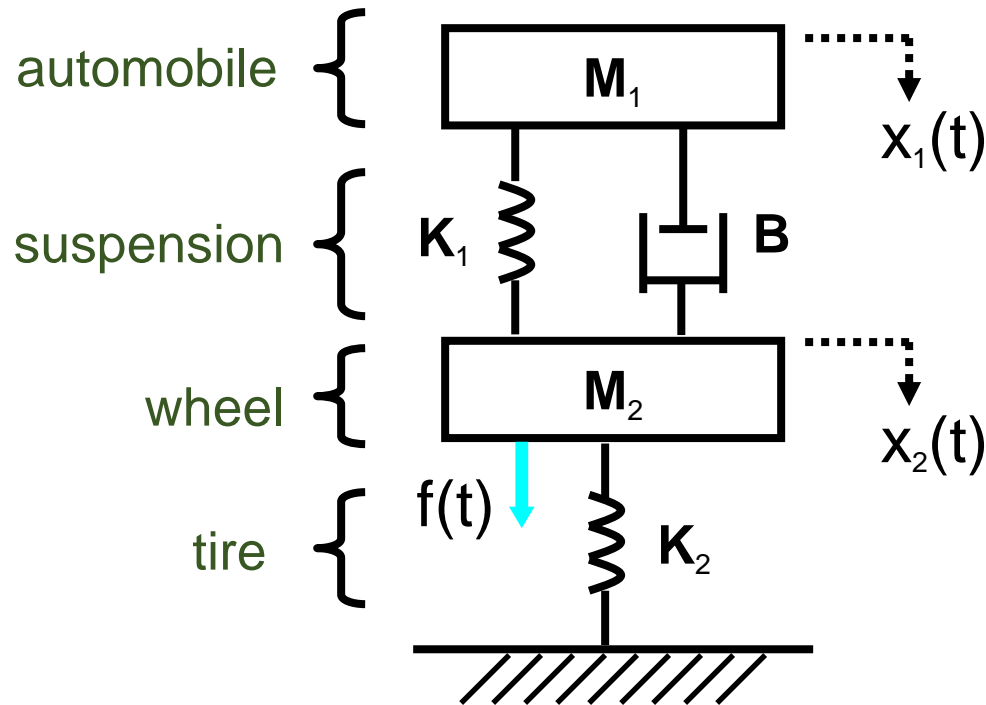 automobile
M₁
x₁(t)
suspension
K₁
B
wheel
M₂
x₂(t)
f(t)
tire
K₂